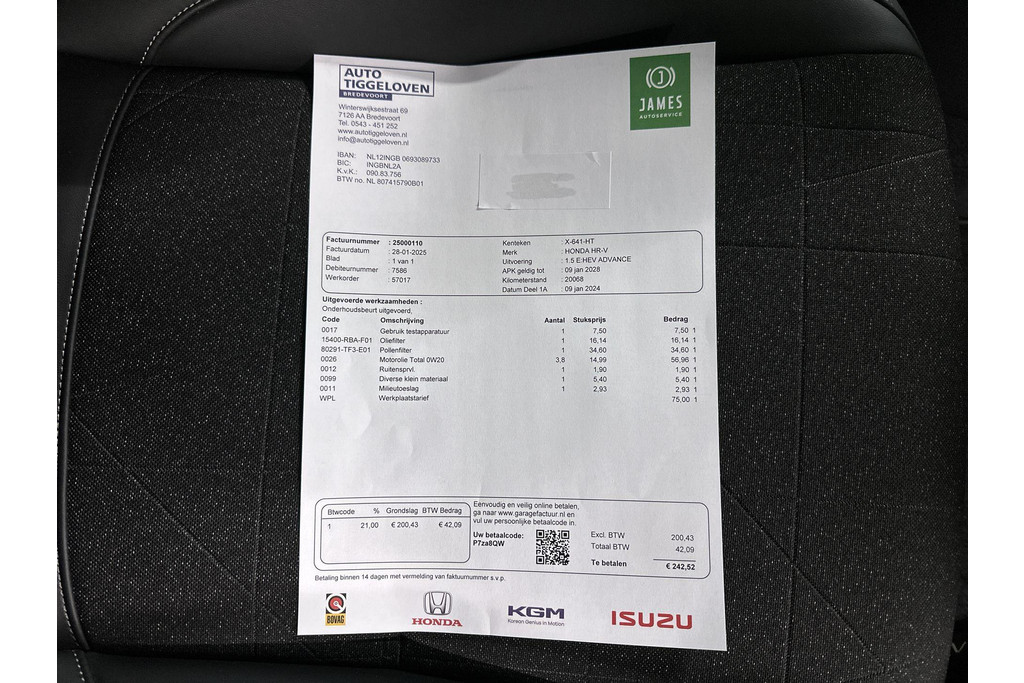 AUTO
TIGGELOVEN
BREDEVOORT
JAMES
AUTOSERVICE
Winterswijksestraat 69
7126 AA Bredevoort
Tel. 0543 - 451 252
www.autotiggeloven.nl
info@autotiggeloven.nl
IBAN: NL12INGB 0693089733
BIC: INGBNL2A
K.v.K.: 090.83.756
BTW no. NL 807415790B01
Factuurnummer : 25000110
Factuurdatum : 28-01-2025
Blad : 1 van 1
Debiteurnummer : 7586
Werkorder : 57017
Kenteken : X-641-HT
Merk : HONDA HR-V
Uitvoering : 1.5 E:HEV ADVANCE
APK geldig tot : 09 jan 2028
Kilometerstand : 20068
Datum Deel 1A : 09 jan 2024
Uitgevoerde werkzaamheden :
Onderhoudsbeurt uitgevoerd.
Code Omschrijving Aantal Stuksprijs Bedrag
0017 Gebruik testapparatuur 1 7,50 7,50 1
15400-RBA-F01 Oliefilter 1 16,14 16,14 1
80291-TF3-E01 Pollenfilter 1 34,60 34,60 1
0026 Motorolie Total 0W20 3,8 14,99 56,96 1
0012 Ruitensprvl. 1 1,90 1,90 1
0099 Diverse klein materiaal 1 5,40 5,40 1
0011 Milieutoeslag 1 2,93 2,93 1
WPL Werkplaatstarief 75,00 1
Btwcode % Grondslag BTW Bedrag
1 21,00 € 200,43 € 42,09
Eenvoudig en veilig online betalen,
ga naar www.garagefactuur.nl en
vul uw persoonlijke betaalcode in.
Uw betaalcode:
P7za8QW
Excl. BTW 200,43
Totaal BTW 42,09
Te betalen € 242,52
Betaling binnen 14 dagen met vermelding van faktuurnummer s.v.p.
BOVAG
HONDA
KGM
Korean Genius in Motion
ISUZU